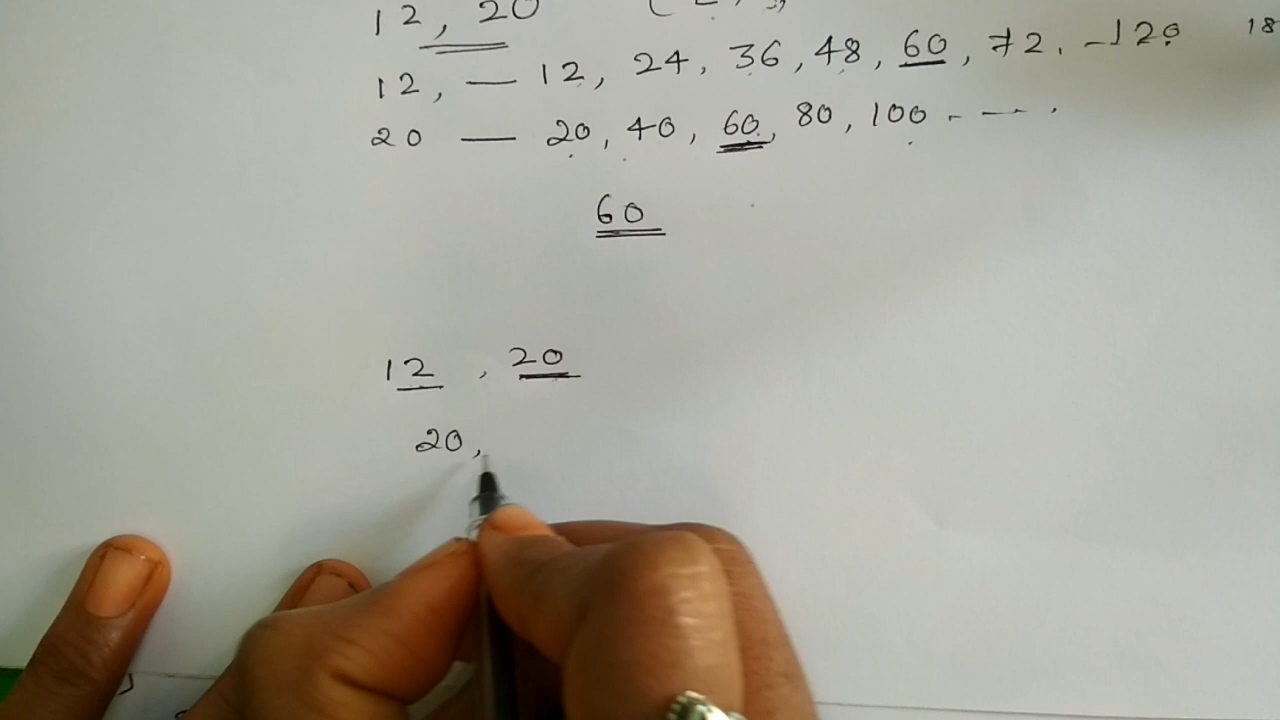 12, 20
12, — 12, 24, 36, 48, 60, 72, -120 18
20 — 20, 40, 60, 80, 100 - — .
60
12 , 20
20,